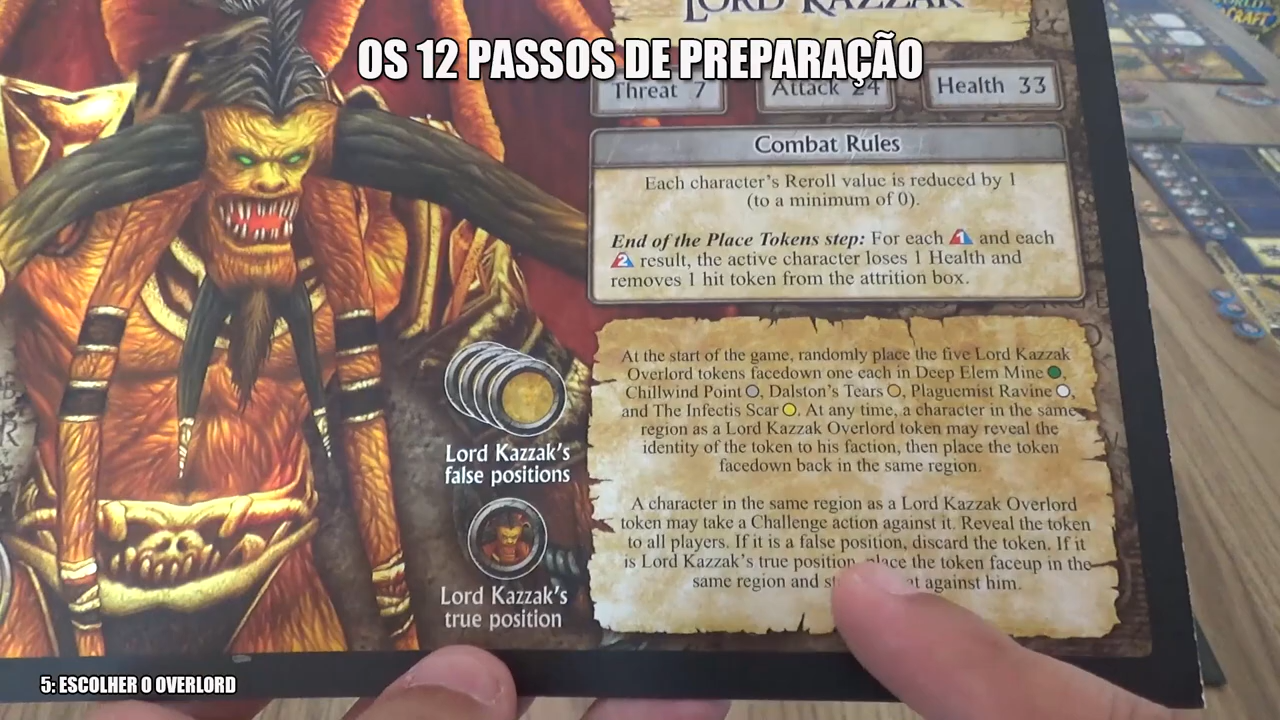 LORD KAZZAK
OS 12 PASSOS DE PREPARAÇÃO
Threat 7
Attack 24
Health 33
Combat Rules
Each character's Reroll value is reduced by 1
(to a minimum of 0).
End of the Place Tokens step: For each 1 and each
2 result, the active character loses 1 Health and
removes 1 hit token from the attrition box.
At the start of the game, randomly place the five Lord Kazzak
Overlord tokens facedown one each in Deep Elem Mine,
Chillwind Point, Dalston's Tears, Plaguemist Ravine,
and The Infectis Scar. At any time, a character in the same
region as a Lord Kazzak Overlord token may reveal the
identity of the token to his faction, then place the token
facedown back in the same region.
A character in the same region as a Lord Kazzak Overlord
token may take a Challenge action against it. Reveal the token
to all players. If it is a false position, discard the token. If it
is Lord Kazzak's true position, place the token faceup in the
same region and against him.
Lord Kazzak's
false positions
Lord Kazzak's
true position
5: ESCOLHER O OVERLORD